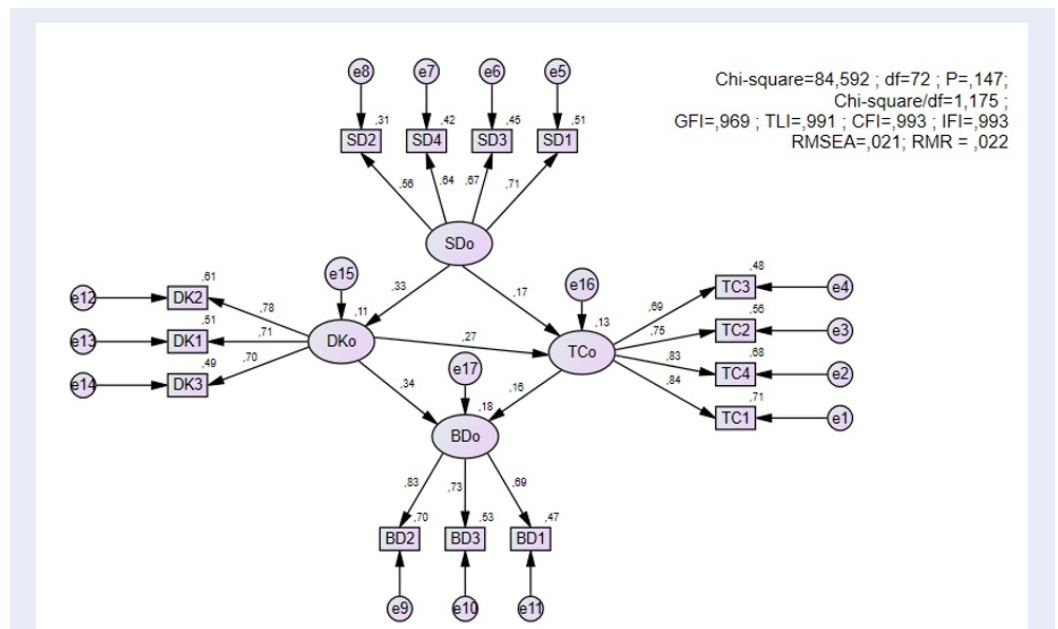 e8 e7 e6 e5
Chi-square=84,592 ; df=72 ; P=,147;
Chi-square/df=1,175 ;
GFI=,969 ; TLI=,991 ; CFI=,993 ; IFI=,993
RMSEA=,021; RMR = ,022
,31 ,42 ,45 ,51
SD2 SD4 SD3 SD1
,56 ,64 ,67 ,71
SDo
e15 e16
,33 ,17
,61 ,48
e12 DK2 TC3 e4
,78 ,69
,11 ,13
,51 ,56
e13 DK1 TC2 e3
,71 ,75
DKo ,27 TCo
,49 ,68
e14 DK3 TC4 e2
,70 ,83
e17
,34 ,16
,84 ,71
TC1 e1
,18
BDo
,83 ,73 ,69
,70 ,53 ,47
BD2 BD3 BD1
e9 e10 e11